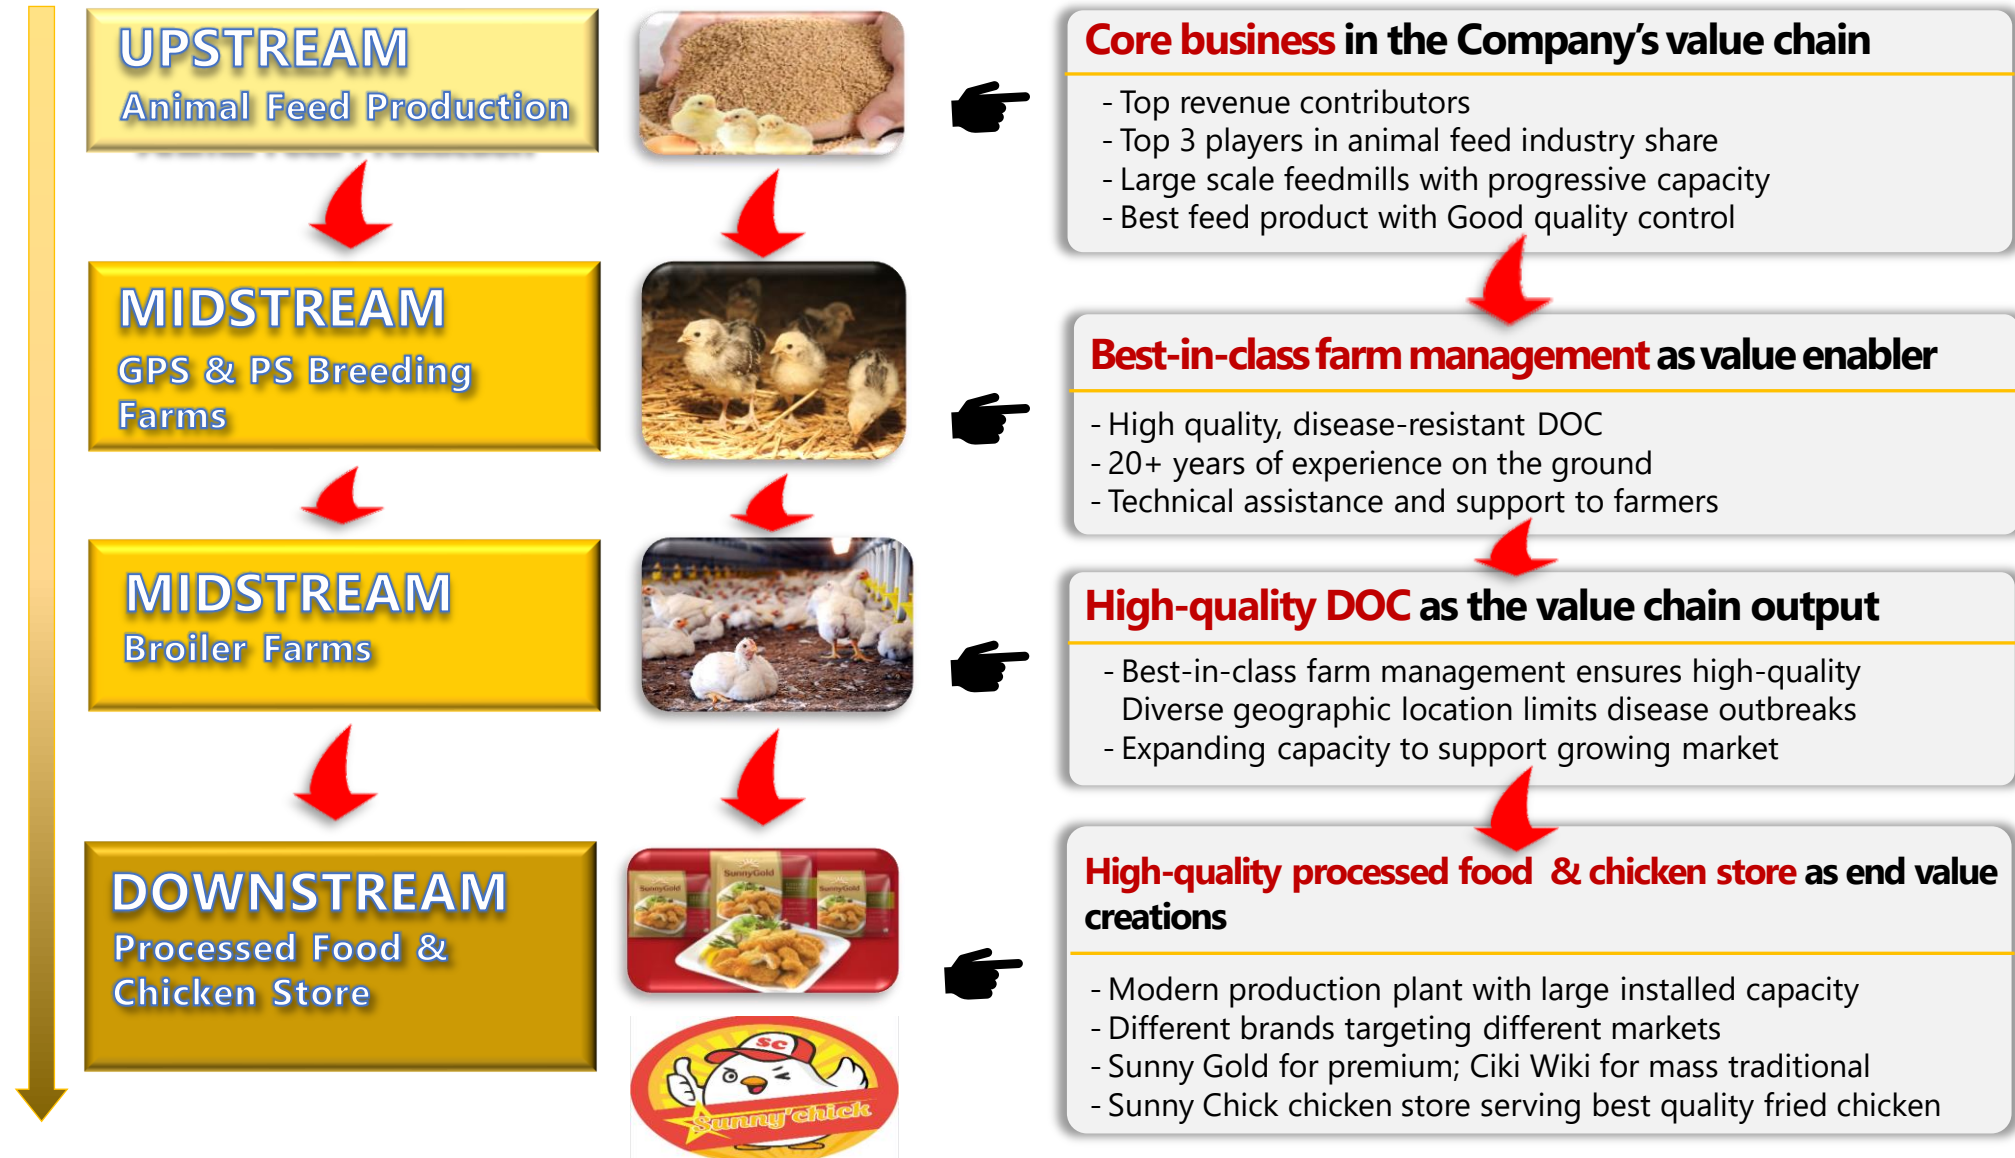 UPSTREAM
Animal Feed Production
Core business in the Company's value chain
- Top revenue contributors
- Top 3 players in animal feed industry share
- Large scale feedmills with progressive capacity
- Best feed product with Good quality control
MIDSTREAM
GPS & PS Breeding
Farms
Best-in-class farm management as value enabler
- High quality, disease-resistant DOC
- 20+ years of experience on the ground
- Technical assistance and support to farmers
MIDSTREAM
Broiler Farms
High-quality DOC as the value chain output
- Best-in-class farm management ensures high-quality
Diverse geographic location limits disease outbreaks
- Expanding capacity to support growing market
DOWNSTREAM
Processed Food &
Chicken Store
SunnyGold
SunnyGold
SunnyGold
SC
Sunny'chick
High-quality processed food & chicken store as end value
creations
- Modern production plant with large installed capacity
- Different brands targeting different markets
- Sunny Gold for premium; Ciki Wiki for mass traditional
- Sunny Chick chicken store serving best quality fried chicken